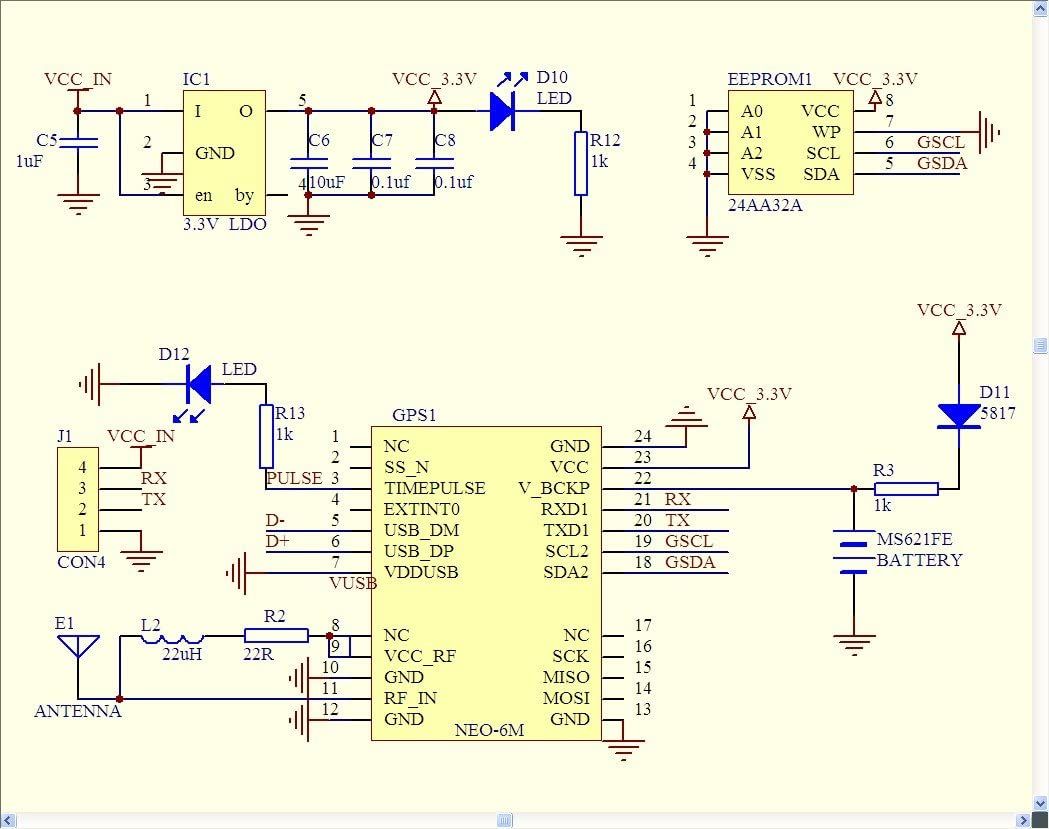 VCC_IN
IC1
1
I
O
5
2
GND
3
en
by
4
3.3V LDO
C5
1uF
VCC_3.3V
C6
10uF
C7
0.1uf
C8
0.1uf
D10
LED
R12
1k
EEPROM1
VCC_3.3V
1
A0
VCC
8
2
A1
WP
7
3
A2
SCL
6
GSCL
4
VSS
SDA
5
GSDA
24AA32A
D12
LED
R13
1k
J1
VCC_IN
4
3
RX
2
TX
1
CON4
GPS1
1
NC
2
SS_N
PULSE
3
TIMEPULSE
4
EXTINT0
D-
5
USB_DM
D+
6
USB_DP
7
VDDUSB
VUSB
8
NC
9
VCC_RF
10
GND
11
RF_IN
12
GND
NEO-6M
GND
24
VCC
23
V_BCKP
22
RXD1
21
RX
TXD1
20
TX
SCL2
19
GSCL
SDA2
18
GSDA
NC
17
SCK
16
MISO
15
MOSI
14
GND
13
VCC_3.3V
VCC_3.3V
D11
5817
R3
1k
MS621FE
BATTERY
E1
ANTENNA
L2
22uH
R2
22R